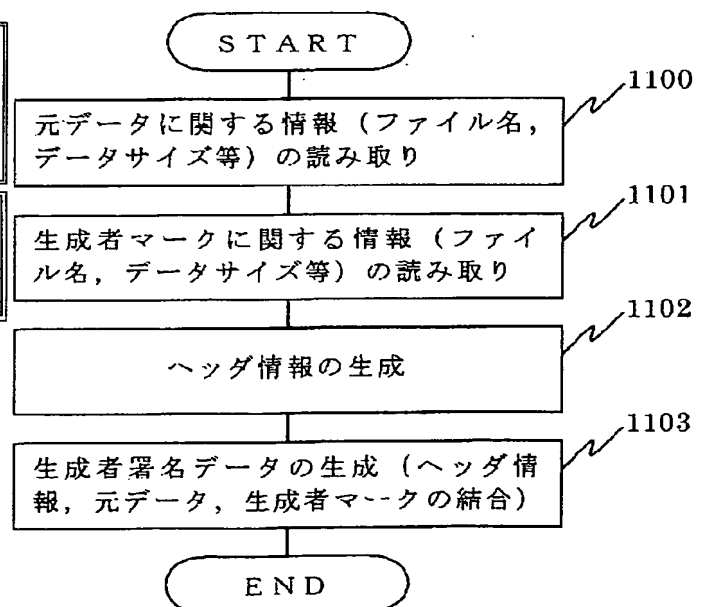 START
1100
元データに関する情報（ファイル名，
データサイズ等）の読み取り
1101
生成者マークに関する情報（ファイ
ル名，データサイズ等）の読み取り
1102
ヘッダ情報の生成
1103
生成者署名データの生成（ヘッダ情
報，元データ，生成者マークの結合）
END